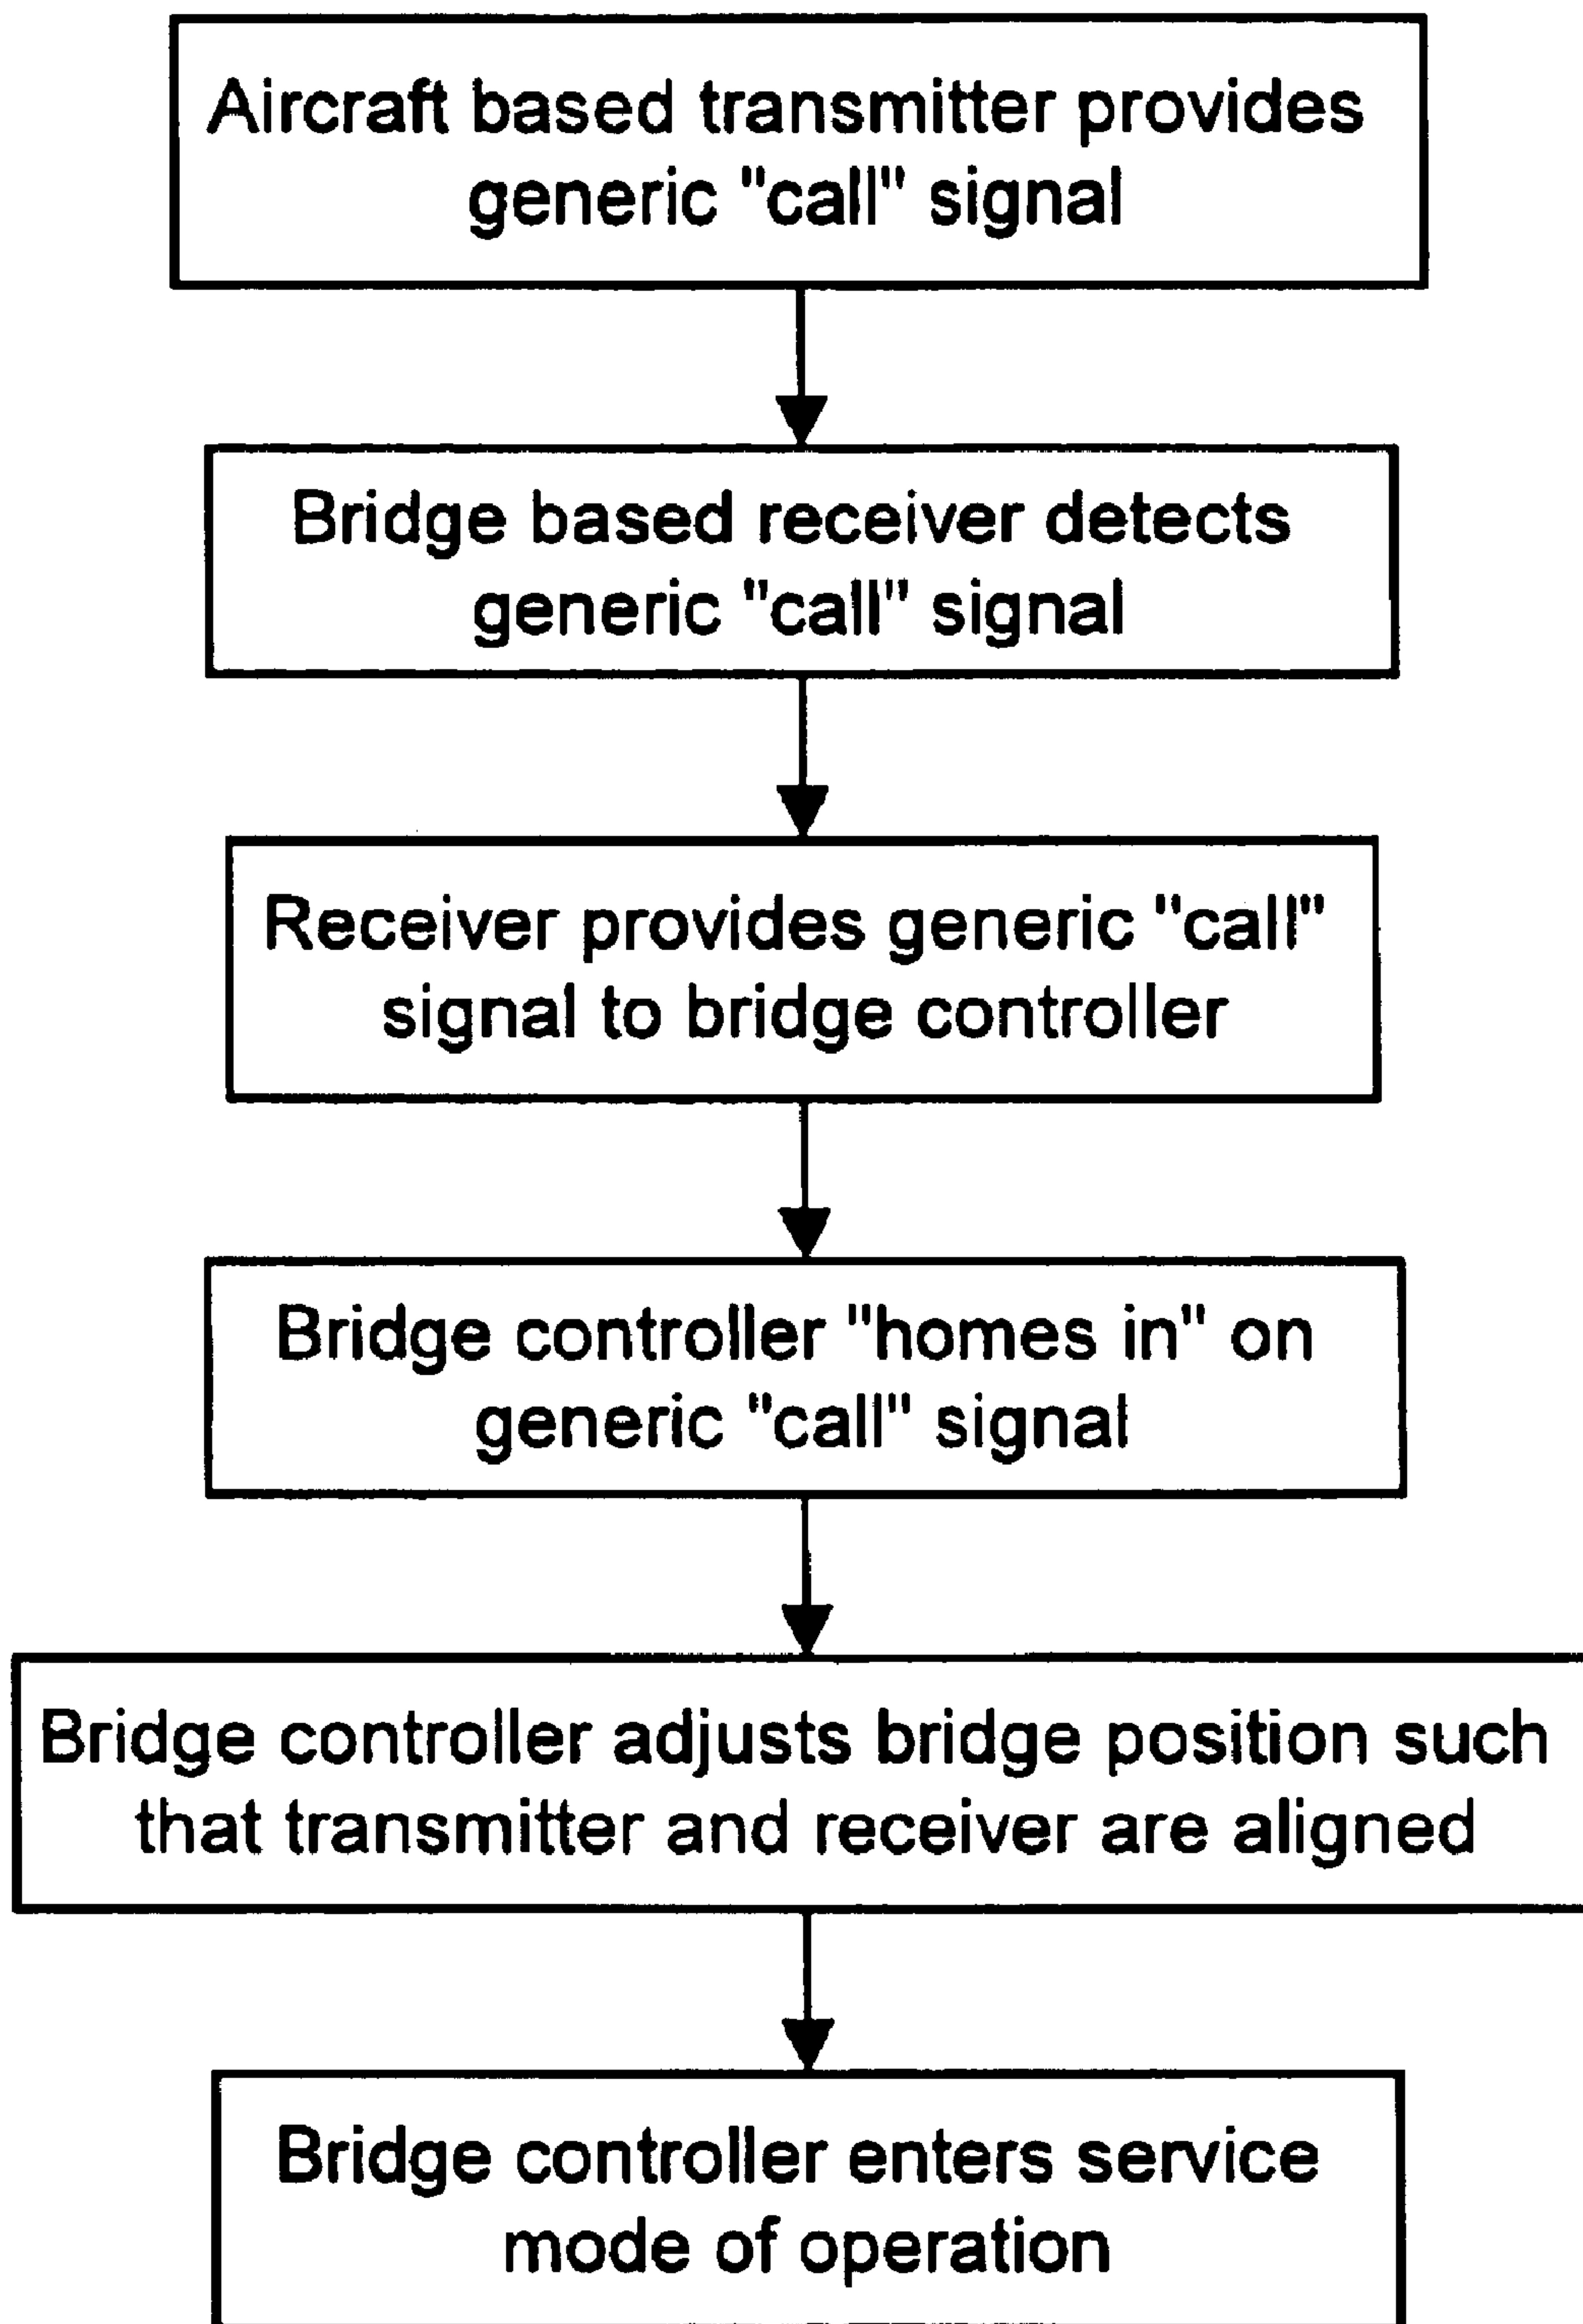 Aircraft based transmitter provides
generic "call" signal
Bridge based receiver detects
generic "call" signal
Receiver provides generic "call"
signal to bridge controller
Bridge controller "homes in" on
generic "call" signal
Bridge controller adjusts bridge position such
that transmitter and receiver are aligned
Bridge controller enters service
mode of operation